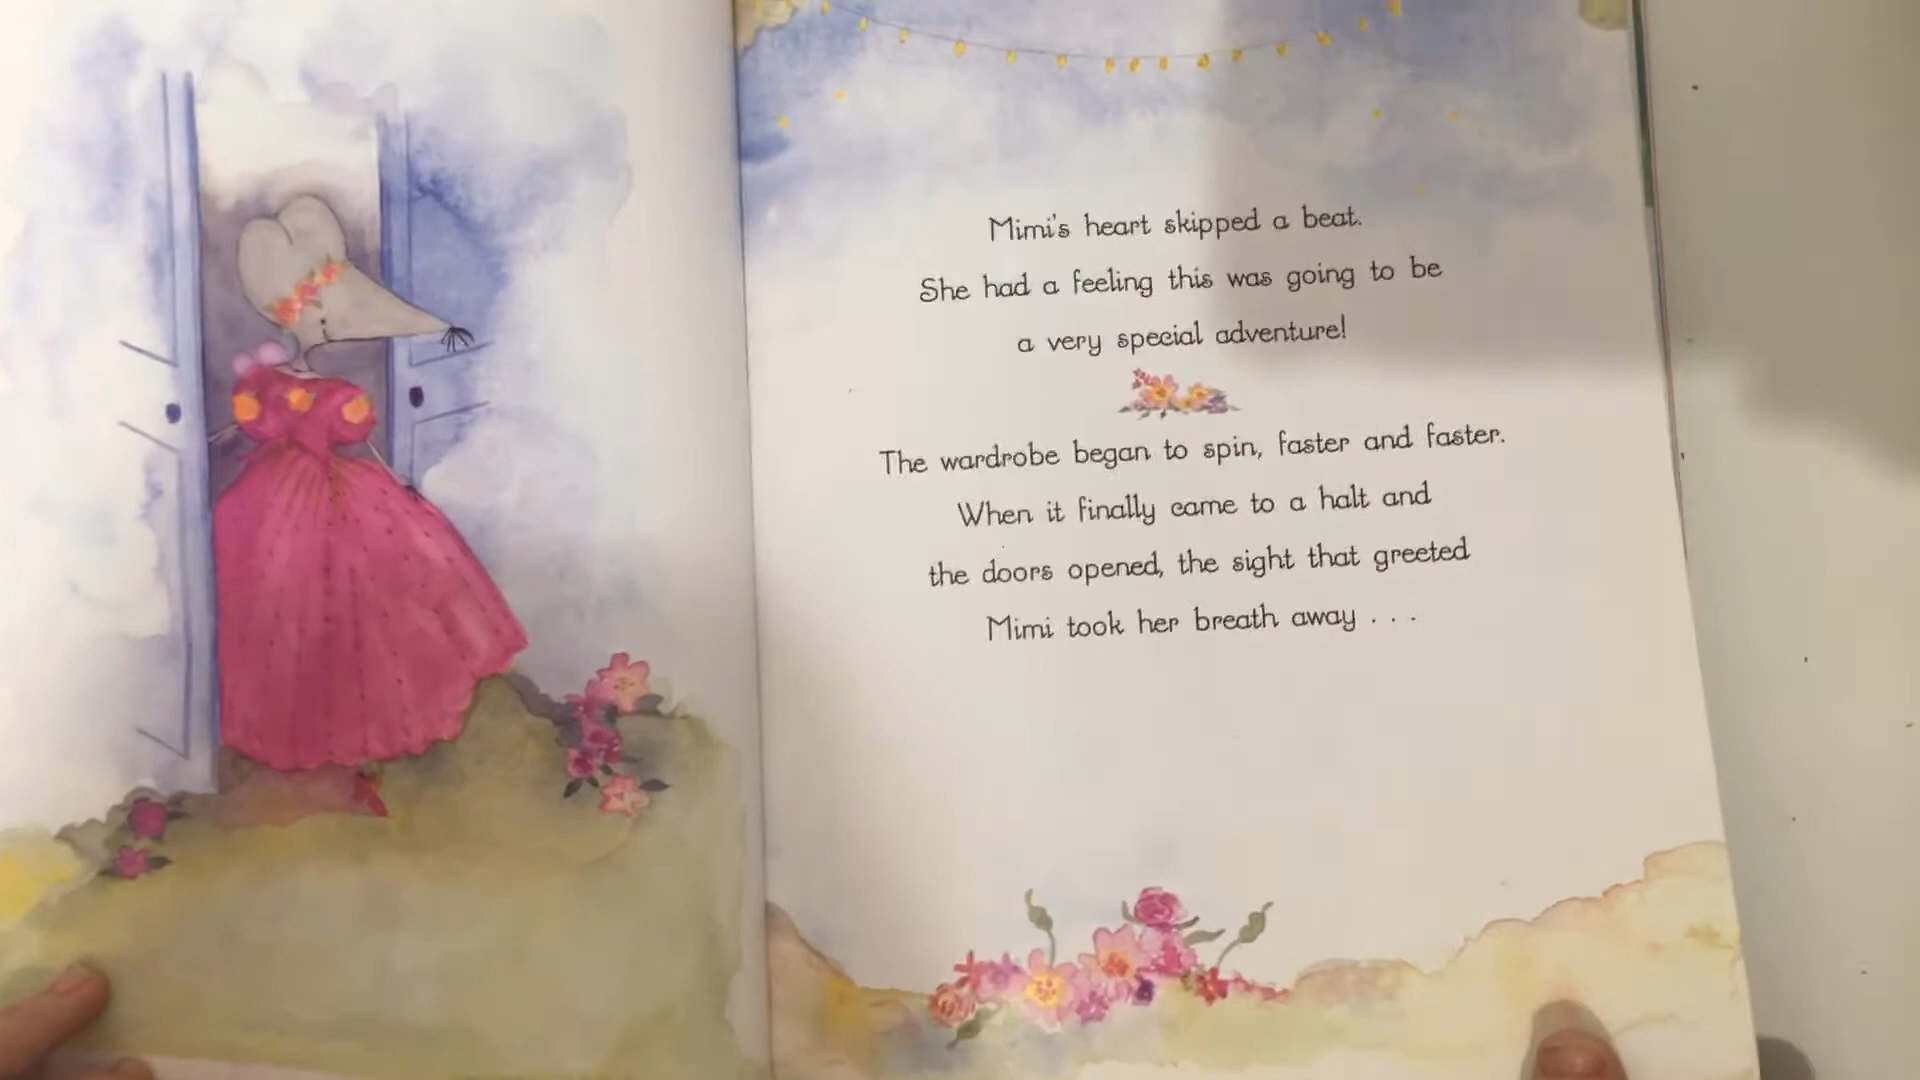 Mimi's heart skipped a beat.
She had a feeling this was going to be
a very special adventure!
The wardrobe began to spin, faster and faster.
When it finally came to a halt and
the doors opened, the sight that greeted
Mimi took her breath away . . .